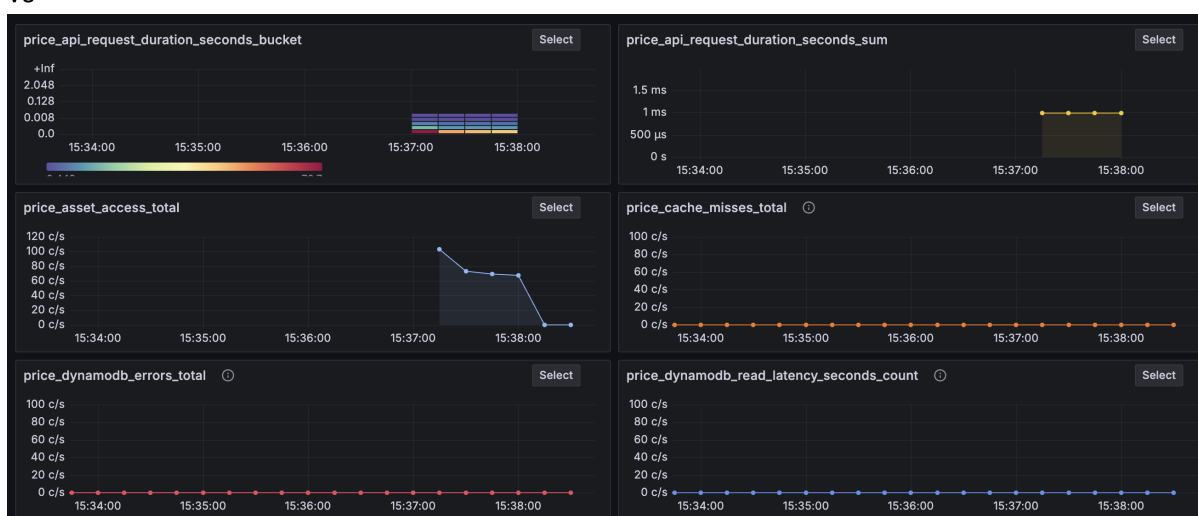 price_api_request_duration_seconds_bucket
Select
+Inf
2.048
0.128
0.008
0.0
15:34:00 15:35:00 15:36:00 15:37:00 15:38:00
price_api_request_duration_seconds_sum
Select
1.5 ms
1 ms
500 µs
0 s
15:34:00 15:35:00 15:36:00 15:37:00 15:38:00
price_asset_access_total
Select
120 c/s
100 c/s
80 c/s
60 c/s
40 c/s
20 c/s
0 c/s
15:34:00 15:35:00 15:36:00 15:37:00 15:38:00
price_cache_misses_total
Select
100 c/s
80 c/s
60 c/s
40 c/s
20 c/s
0 c/s
15:34:00 15:35:00 15:36:00 15:37:00 15:38:00
price_dynamodb_errors_total
Select
100 c/s
80 c/s
60 c/s
40 c/s
20 c/s
0 c/s
15:34:00 15:35:00 15:36:00 15:37:00 15:38:00
price_dynamodb_read_latency_seconds_count
Select
100 c/s
80 c/s
60 c/s
40 c/s
20 c/s
0 c/s
15:34:00 15:35:00 15:36:00 15:37:00 15:38:00